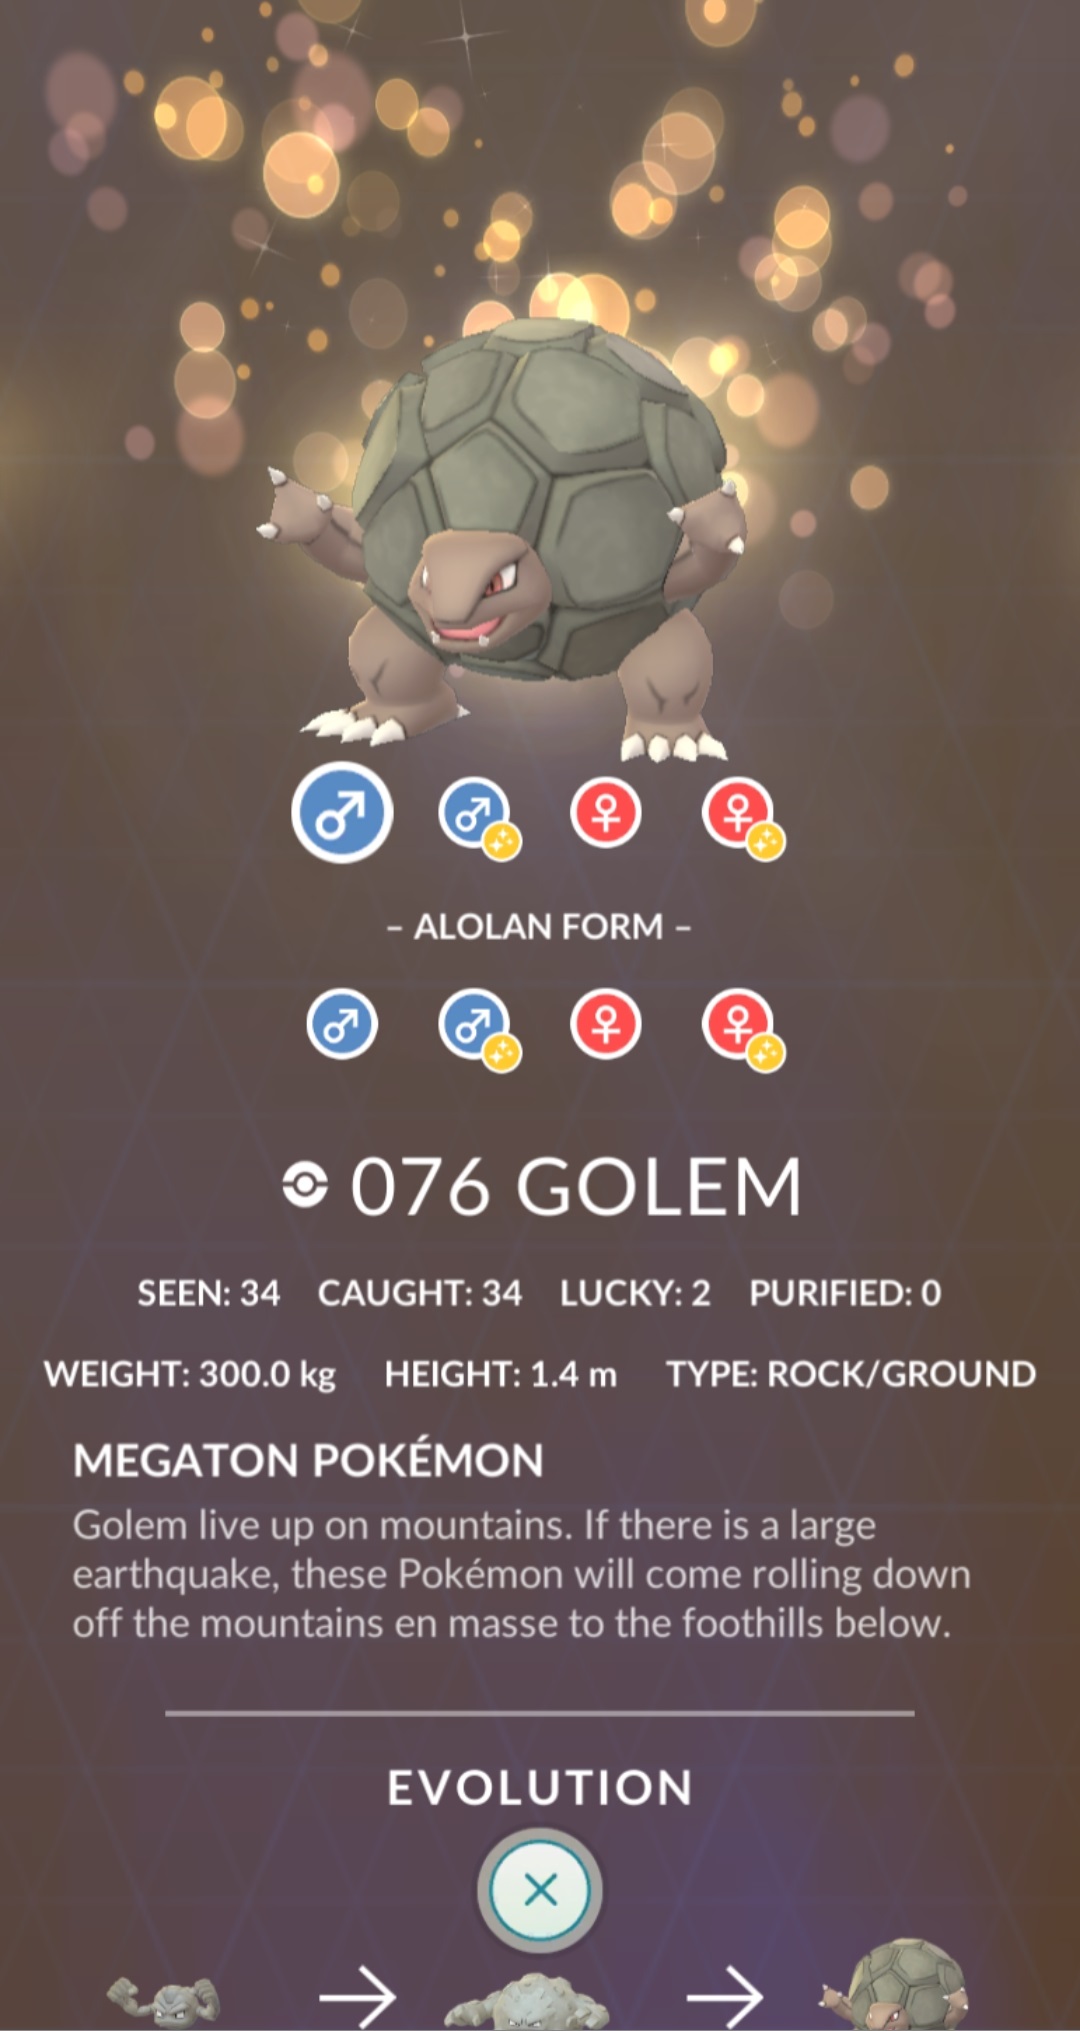 – ALOLAN FORM –
076 GOLEM
SEEN: 34 CAUGHT: 34 LUCKY: 2 PURIFIED: 0
WEIGHT: 300.0 kg HEIGHT: 1.4 m TYPE: ROCK/GROUND
MEGATON POKÉMON
Golem live up on mountains. If there is a large
earthquake, these Pokémon will come rolling down
off the mountains en masse to the foothills below.
EVOLUTION